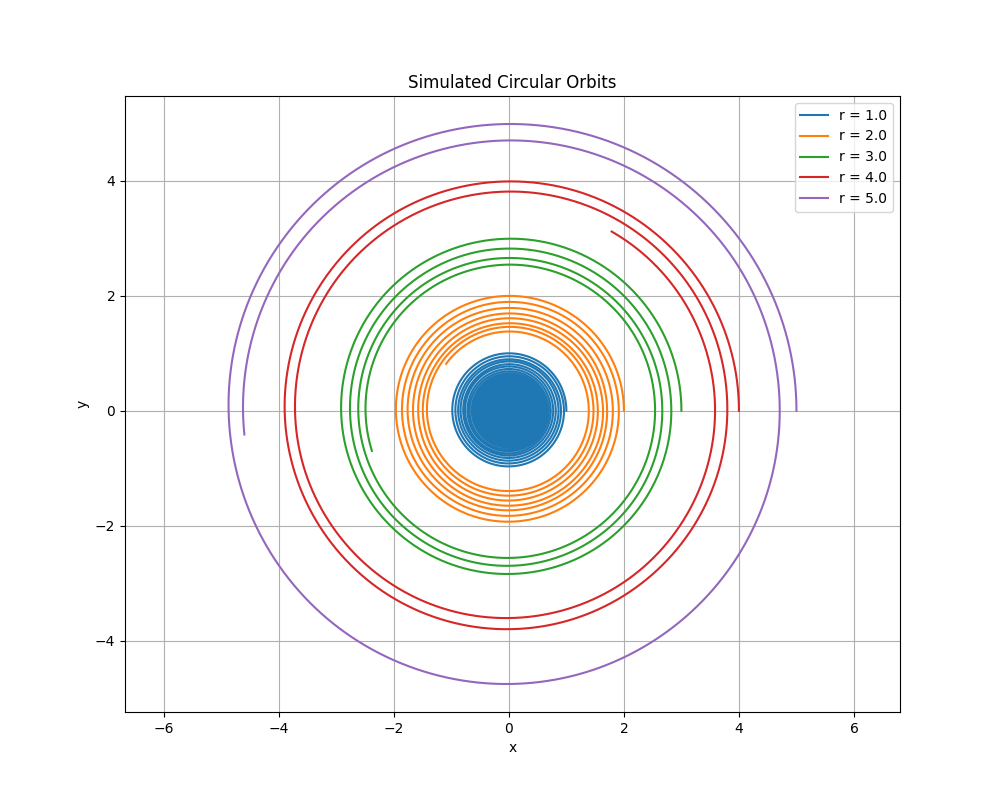 Simulated Circular Orbits
r = 1.0
r = 2.0
r = 3.0
r = 4.0
r = 5.0
y
4
2
0
−2
−4
−6
−4
−2
0
2
4
6
x